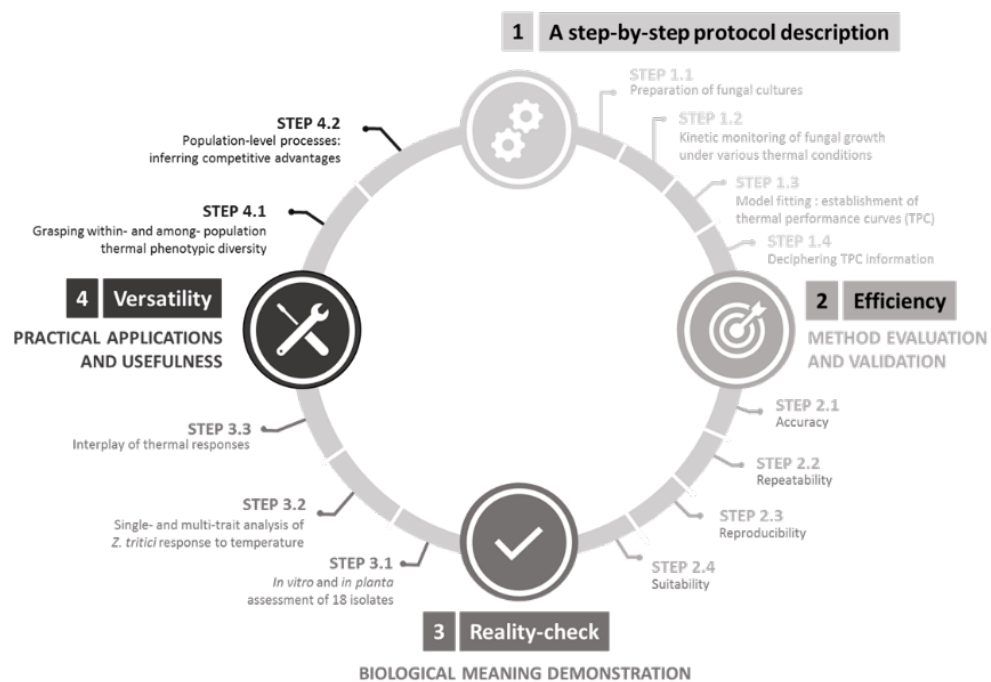 1 A step-by-step protocol description
STEP 1.1
Preparation of fungal cultures
STEP 1.2
Kinetic monitoring of fungal growth
under various thermal conditions
STEP 1.3
Model fitting : establishment of
thermal performance curves (TPC)
STEP 1.4
Deciphering TPC information
2 Efficiency
METHOD EVALUATION
AND VALIDATION
STEP 2.1
Accuracy
STEP 2.2
Repeatability
STEP 2.3
Reproducibility
STEP 2.4
Suitability
3 Reality-check
BIOLOGICAL MEANING DEMONSTRATION
STEP 3.1
In vitro and in planta
assessment of 18 isolates
STEP 3.2
Single- and multi-trait analysis of
Z. tritici response to temperature
STEP 3.3
Interplay of thermal responses
4 Versatility
PRACTICAL APPLICATIONS
AND USEFULNESS
STEP 4.1
Grasping within- and among- population
thermal phenotypic diversity
STEP 4.2
Population-level processes:
inferring competitive advantages